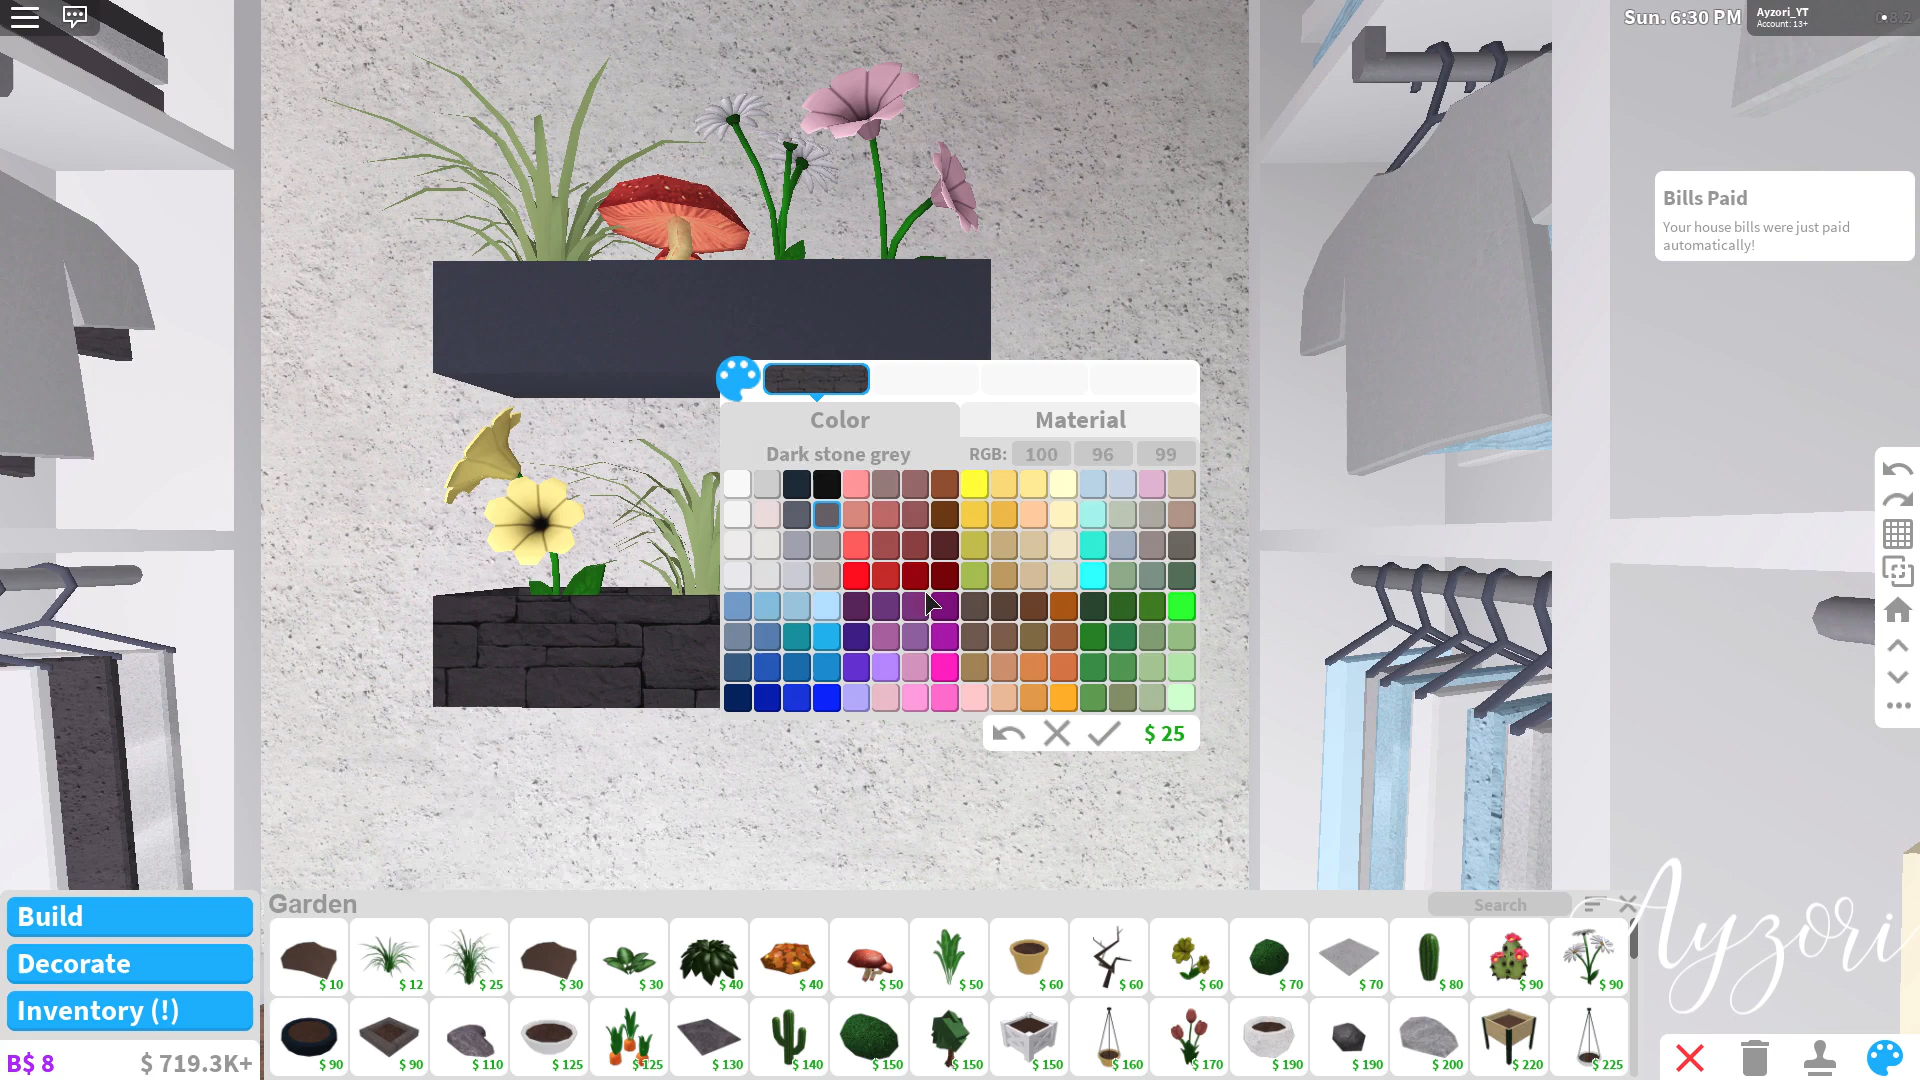 Sun. 6:30 PM
Ayzori_YT
Account: 13+
Bills Paid
Your house bills were just paid
automatically!
Color
Material
Dark stone grey
RGB: 100 96 99
$ 25
Build
Decorate
Inventory (!)
B$ 8
$ 719.3K+
Garden
Search
$ 10 $ 12 $ 25 $ 30 $ 30 $ 40 $ 40 $ 50 $ 50 $ 60 $ 60 $ 60 $ 70 $ 70 $ 80 $ 90 $ 90
$ 90 $ 90 $ 110 $ 125 $ 125 $ 130 $ 140 $ 150 $ 150 $ 150 $ 160 $ 170 $ 190 $ 190 $ 200 $ 220 $ 225
Ayzori